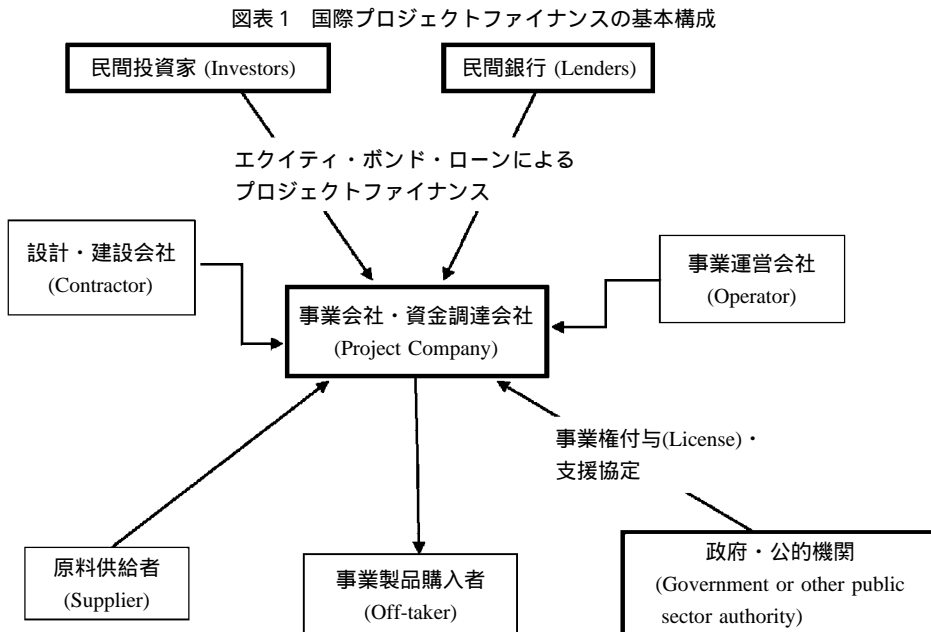 図表1 国際プロジェクトファイナンスの基本構成
民間投資家 (Investors)
民間銀行 (Lenders)
エクイティ・ボンド・ローンによる
プロジェクトファイナンス
設計・建設会社
(Contractor)
事業運営会社
(Operator)
事業会社・資金調達会社
(Project Company)
事業権付与(License)・
支援協定
原料供給者
(Supplier)
事業製品購入者
(Off-taker)
政府・公的機関
(Government or other public
sector authority)